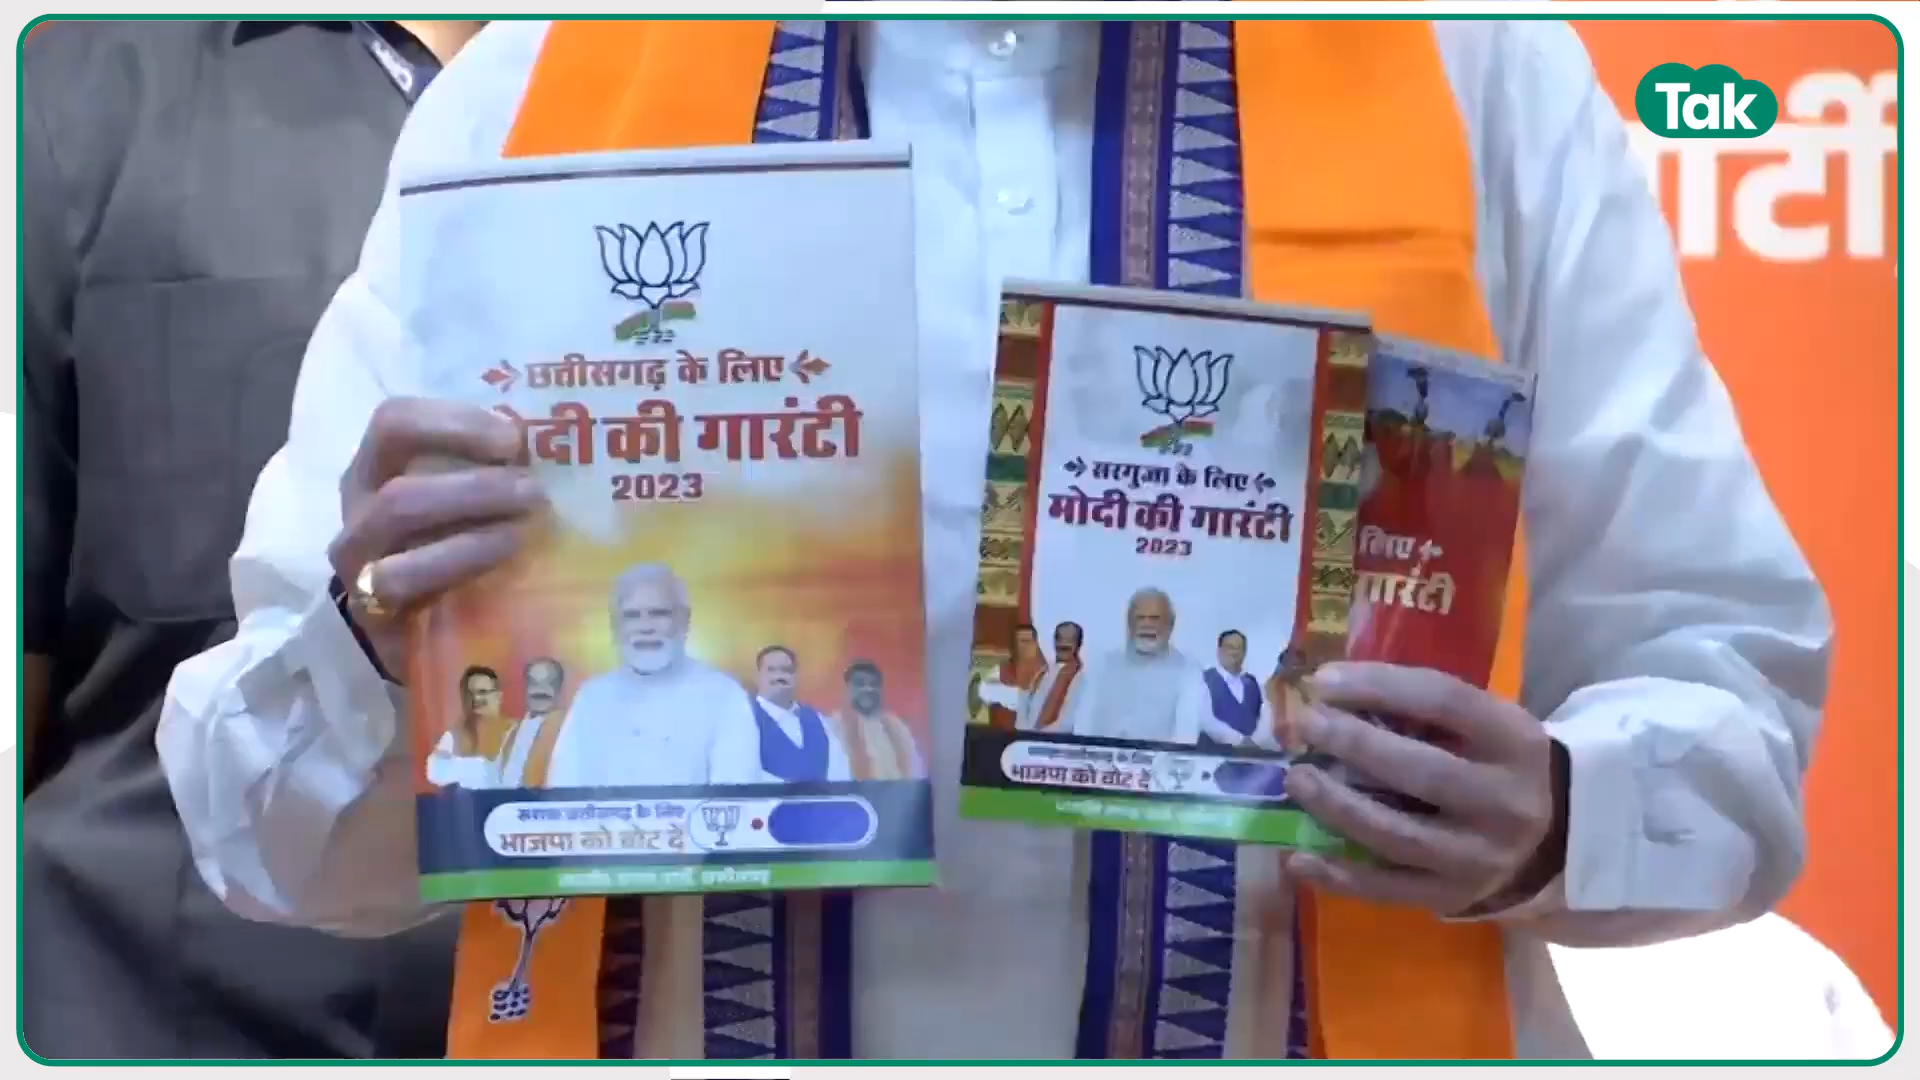 Tak
र्टी
छत्तीसगढ़ के लिए
मोदी की गारंटी
2023
भाजपा को वोट दें
सरगुजा के लिए
मोदी की गारंटी
2023
भाजपा को वोट दें
लिए
गारंटी